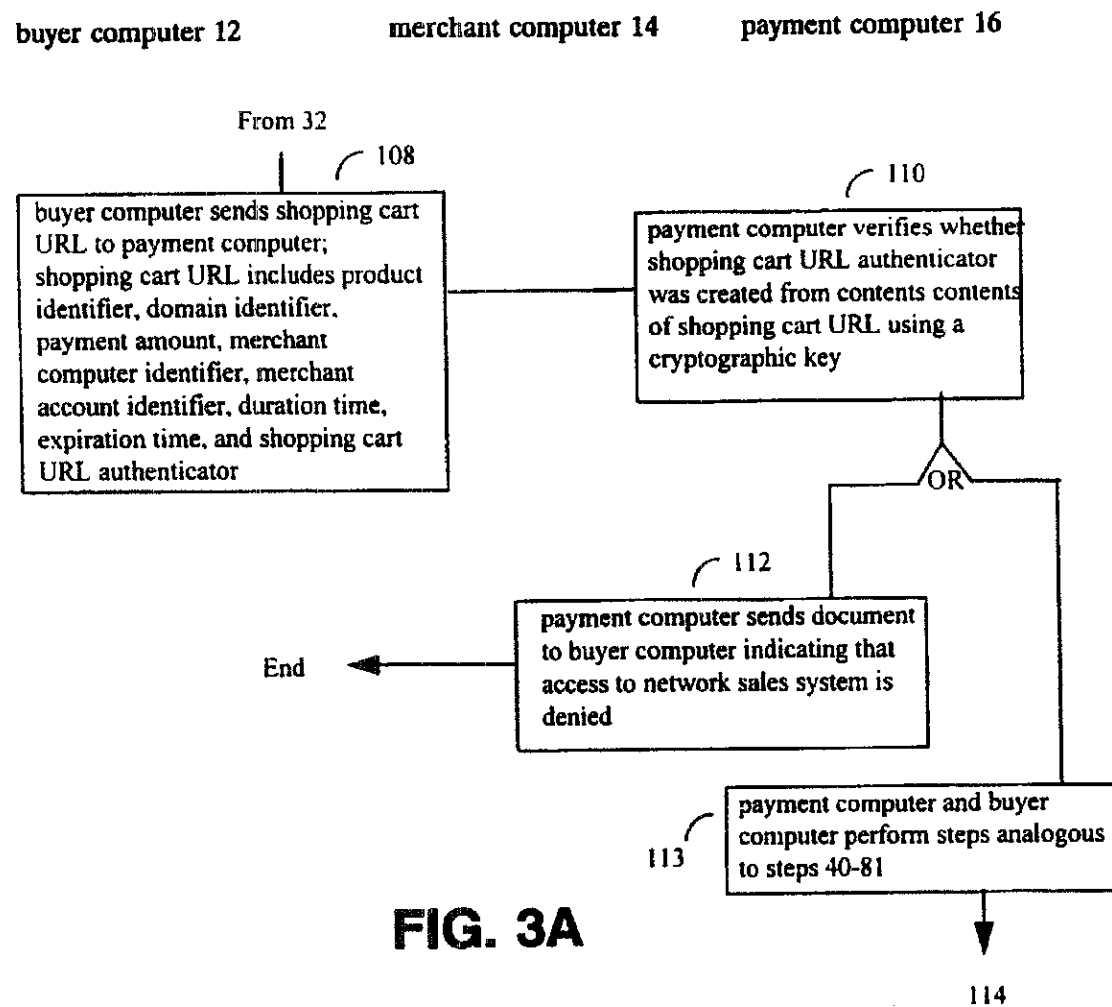 buyer computer 12 merchant computer 14 payment computer 16
From 32
108
buyer computer sends shopping cart
URL to payment computer;
shopping cart URL includes product
identifier, domain identifier,
payment amount, merchant
computer identifier, merchant
account identifier, duration time,
expiration time, and shopping cart
URL authenticator
110
payment computer verifies whether
shopping cart URL authenticator
was created from contents contents
of shopping cart URL using a
cryptographic key
OR
112
payment computer sends document
to buyer computer indicating that
access to network sales system is
denied
End
113
payment computer and buyer
computer perform steps analogous
to steps 40-81
114
FIG. 3A